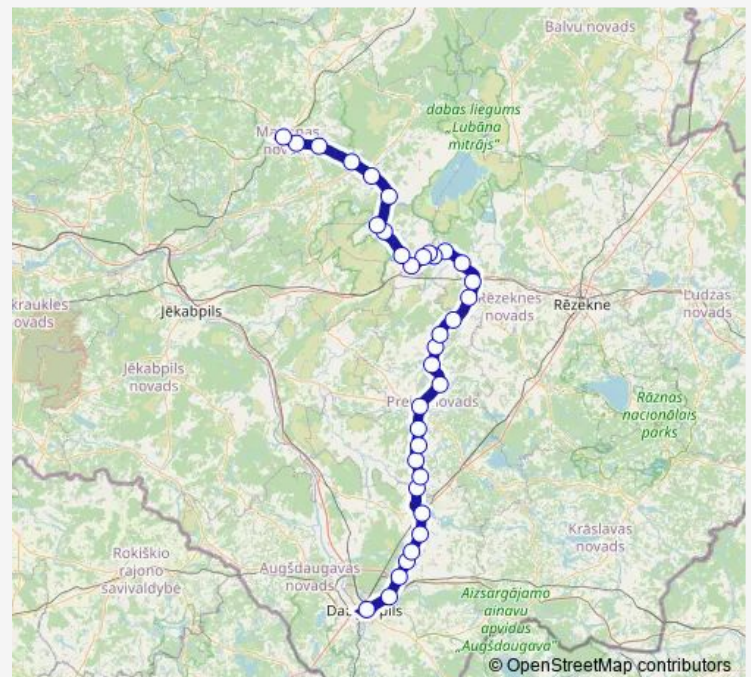 Balvu novads
dabas liegums
„Lubāna
mitrājs"
Jēkabpils
Rēzeknes
novads
Rēzekne
Ludzas
novads
ovads
Jēkabpils
novads
Rāznas
nacionālais
parks
Krāslavas
novads
Rokiškio
rajono
savivaldybė
Augšdaugavas
novads
Aizsargājamo
ainavu
apvidus
„Augšdaugava"
© OpenStreetMap contributors